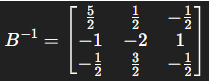 B⁻¹ = [ 5/2 1/2 -1/2
-1 -2 1
-1/2 3/2 -1/2 ]